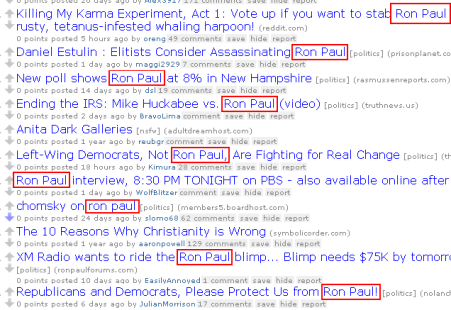 0 points posted 20 days ago by Alex3917 171 comments save hide report
Killing My Karma Experiment, Act 1: Vote up if you want to stab Ron Paul
rusty, tetanus-infested whaling harpoon! (reddit.com)
0 points posted 5 hours ago by oreng 49 comments save hide report
Daniel Estulin : Elitists Consider Assassinating Ron Paul [politics] (prisonplanet.co
0 points posted 1 day ago by maggi2929 7 comments save hide report
New poll shows Ron Paul at 8% in New Hampshire [politics] (rasmussenreports.com)
0 points posted 14 days ago by dsl 19 comments save hide report
Ending the IRS: Mike Huckabee vs. Ron Paul (video) [politics] (truthnews.us)
0 points posted 2 days ago by BravoLima comment save hide report
Anita Dark Galleries [nsfw] (adultdreamhost.com)
0 points posted 1 year ago by reubgr comment save hide report
Left-Wing Democrats, Not Ron Paul, Are Fighting for Real Change [politics] (th
0 points posted 18 hours ago by Kimura 28 comments save hide report
Ron Paul interview, 8:30 PM TONIGHT on PBS - also available online after
0 points posted 1 day ago by WolfBlitzer comment save hide report
chomsky on ron paul [politics] (members5.boardhost.com)
0 points posted 24 days ago by slomo68 62 comments save hide report
The 10 Reasons Why Christianity is Wrong (symbolicorder.com)
0 points posted 1 year ago by aaronpowell 129 comments save hide report
XM Radio wants to ride the Ron Paul blimp... Blimp needs $75K by tomorro
[politics] (ronpaulforums.com)
0 points posted 10 days ago by EasilyAnnoyed 1 comment save hide report
Republicans and Democrats, Please Protect Us from Ron Paul! [politics] (nolanch
0 points posted 6 days ago by JulianMorrison 17 comments save hide report